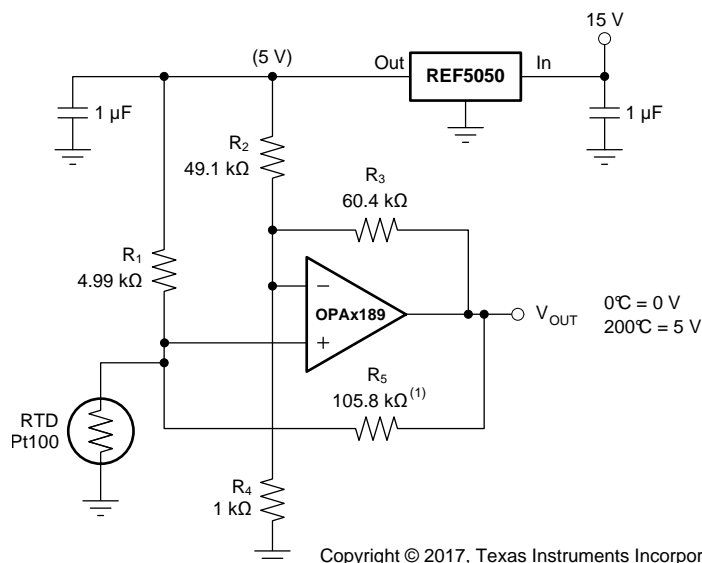 15 V
(5 V)
Out
REF5050
In
1 µF
1 µF
R2
49.1 kΩ
R3
60.4 kΩ
R1
4.99 kΩ
−
OPAx189
+
VOUT
0°C = 0 V
200°C = 5 V
R5
105.8 kΩ(1)
RTD
Pt100
R4
1 kΩ
Copyright © 2017, Texas Instruments Incorpor